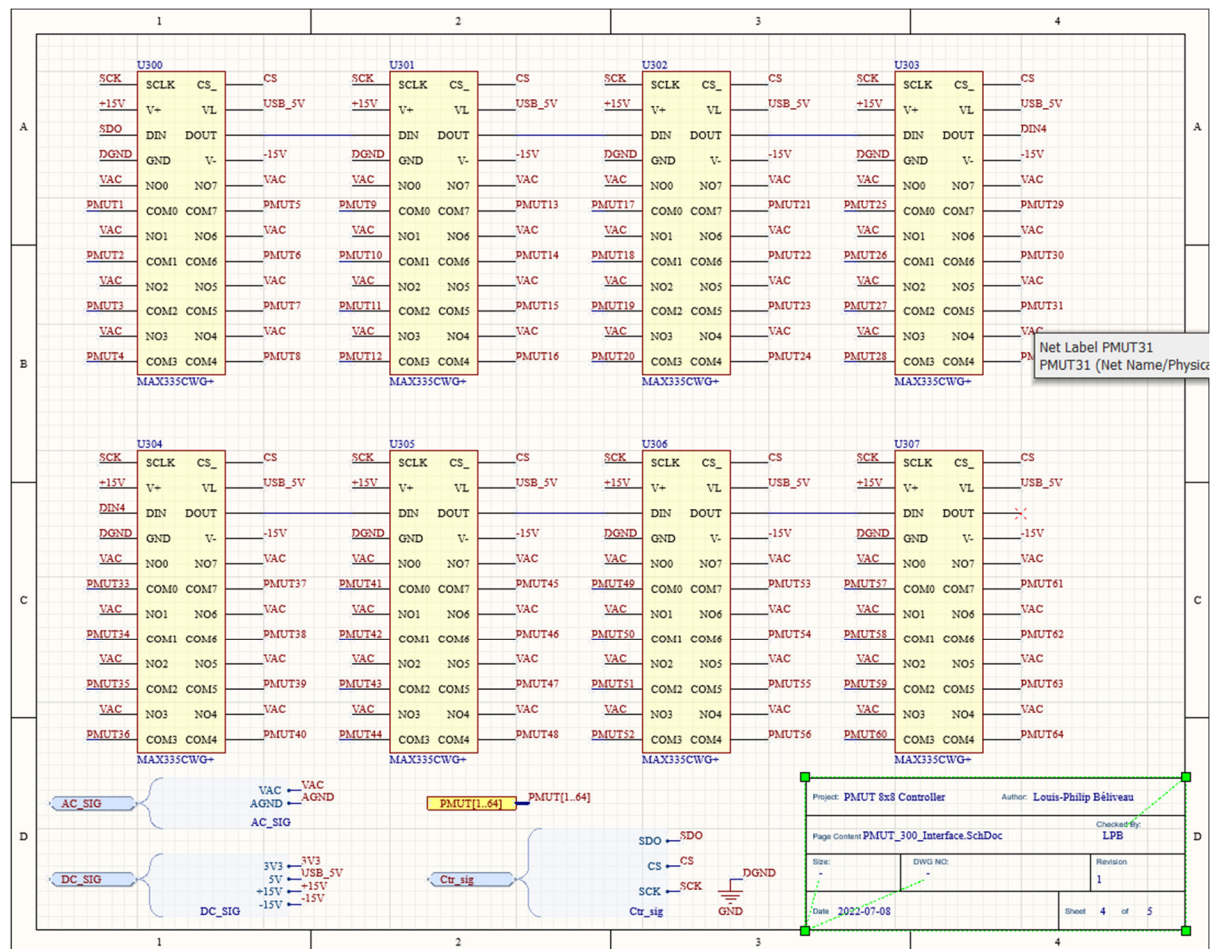 1 2 3 4
U300 U301 U302 U303
SCK SCLK CS_ CS SCK SCLK CS_ CS SCK SCLK CS_ CS SCK SCLK CS_ CS
+15V V+ VL USB_5V +15V V+ VL USB_5V +15V V+ VL USB_5V +15V V+ VL USB_5V
A SDO DIN DOUT DIN DOUT DIN DOUT DIN DOUT DIN4 A
DGND GND V- -15V DGND GND V- -15V DGND GND V- -15V DGND GND V- -15V
VAC NO0 NO7 VAC VAC NO0 NO7 VAC VAC NO0 NO7 VAC VAC NO0 NO7 VAC
PMUT1 COM0 COM7 PMUT5 PMUT9 COM0 COM7 PMUT13 PMUT17 COM0 COM7 PMUT21 PMUT25 COM0 COM7 PMUT29
VAC NO1 NO6 VAC VAC NO1 NO6 VAC VAC NO1 NO6 VAC VAC NO1 NO6 VAC
PMUT2 COM1 COM6 PMUT6 PMUT10 COM1 COM6 PMUT14 PMUT18 COM1 COM6 PMUT22 PMUT26 COM1 COM6 PMUT30
VAC NO2 NO5 VAC VAC NO2 NO5 VAC VAC NO2 NO5 VAC VAC NO2 NO5 VAC
PMUT3 COM2 COM5 PMUT7 PMUT11 COM2 COM5 PMUT15 PMUT19 COM2 COM5 PMUT23 PMUT27 COM2 COM5 PMUT31
VAC NO3 NO4 VAC VAC NO3 NO4 VAC VAC NO3 NO4 VAC VAC NO3 NO4 VAC
B PMUT4 COM3 COM4 PMUT8 PMUT12 COM3 COM4 PMUT16 PMUT20 COM3 COM4 PMUT24 PMUT28 COM3 COM4
Net Label PMUT31
PMUT31 (Net Name/Physica
MAX335CWG+ MAX335CWG+ MAX335CWG+ MAX335CWG+
U304 U305 U306 U307
SCK SCLK CS_ CS SCK SCLK CS_ CS SCK SCLK CS_ CS SCK SCLK CS_ CS
+15V V+ VL USB_5V +15V V+ VL USB_5V +15V V+ VL USB_5V +15V V+ VL USB_5V
DIN4 DIN DOUT DIN DOUT DIN DOUT DIN DOUT
DGND GND V- -15V DGND GND V- -15V DGND GND V- -15V DGND GND V- -15V
VAC NO0 NO7 VAC VAC NO0 NO7 VAC VAC NO0 NO7 VAC VAC NO0 NO7 VAC
C PMUT33 COM0 COM7 PMUT37 PMUT41 COM0 COM7 PMUT45 PMUT49 COM0 COM7 PMUT53 PMUT57 COM0 COM7 PMUT61 C
VAC NO1 NO6 VAC VAC NO1 NO6 VAC VAC NO1 NO6 VAC VAC NO1 NO6 VAC
PMUT34 COM1 COM6 PMUT38 PMUT42 COM1 COM6 PMUT46 PMUT50 COM1 COM6 PMUT54 PMUT58 COM1 COM6 PMUT62
VAC NO2 NO5 VAC VAC NO2 NO5 VAC VAC NO2 NO5 VAC VAC NO2 NO5 VAC
PMUT35 COM2 COM5 PMUT39 PMUT43 COM2 COM5 PMUT47 PMUT51 COM2 COM5 PMUT55 PMUT59 COM2 COM5 PMUT63
VAC NO3 NO4 VAC VAC NO3 NO4 VAC VAC NO3 NO4 VAC VAC NO3 NO4 VAC
PMUT36 COM3 COM4 PMUT40 PMUT44 COM3 COM4 PMUT48 PMUT52 COM3 COM4 PMUT56 PMUT60 COM3 COM4 PMUT64
MAX335CWG+ MAX335CWG+ MAX335CWG+ MAX335CWG+
AC_SIG VAC VAC
AGND AGND
AC_SIG
PMUT[1..64] PMUT[1..64]
D D
DC_SIG 3V3 3V3
5V USB_5V
+15V +15V
-15V -15V
DC_SIG
Ctr_sig SDO SDO
CS CS
SCK SCK
Ctr_sig
DGND
GND
Project: PMUT 8x8 Controller Author: Louis-Philip Béliveau
Page Content PMUT_300_Interface.SchDoc Checked By: LPB
Size: - DWG NO: - Revision 1
Date 2022-07-08 Sheet 4 of 5
1 2 3 4